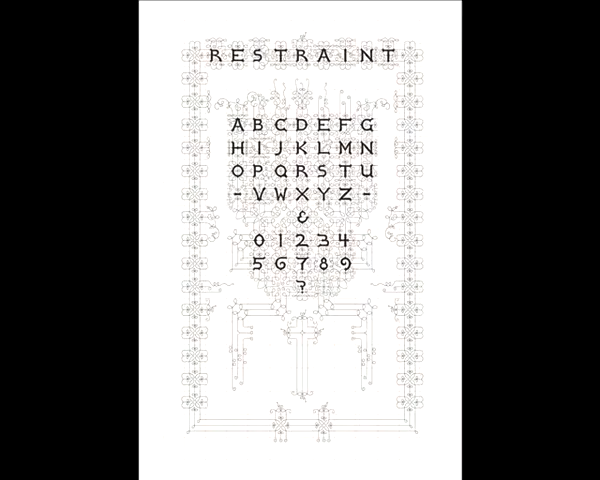 RESTRAINT
ABCDEFG
HIJKLMN
OPQRSTU
-VWXYZ-
&
01234
56789
?